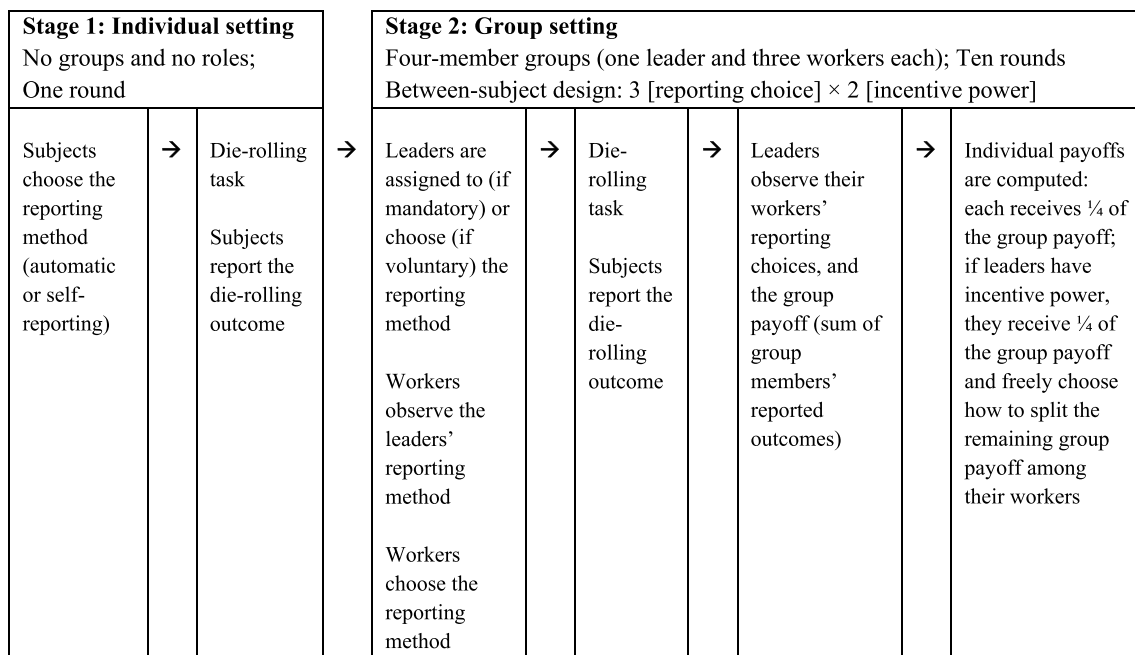 Stage 1: Individual setting
No groups and no roles;
One round
Stage 2: Group setting
Four-member groups (one leader and three workers each); Ten rounds
Between-subject design: 3 [reporting choice] × 2 [incentive power]
Subjects
choose the
reporting
method
(automatic
or self-
reporting)
→
Die-rolling
task
Subjects
report the
die-rolling
outcome
→
Leaders are
assigned to (if
mandatory) or
choose (if
voluntary) the
reporting
method
Workers
observe the
leaders’
reporting
method
Workers
choose the
reporting
method
→
Die-
rolling
task
Subjects
report the
die-
rolling
outcome
→
Leaders
observe their
workers’
reporting
choices, and
the group
payoff (sum of
group
members’
reported
outcomes)
→
Individual payoffs
are computed:
each receives ¼ of
the group payoff;
if leaders have
incentive power,
they receive ¼ of
the group payoff
and freely choose
how to split the
remaining group
payoff among
their workers